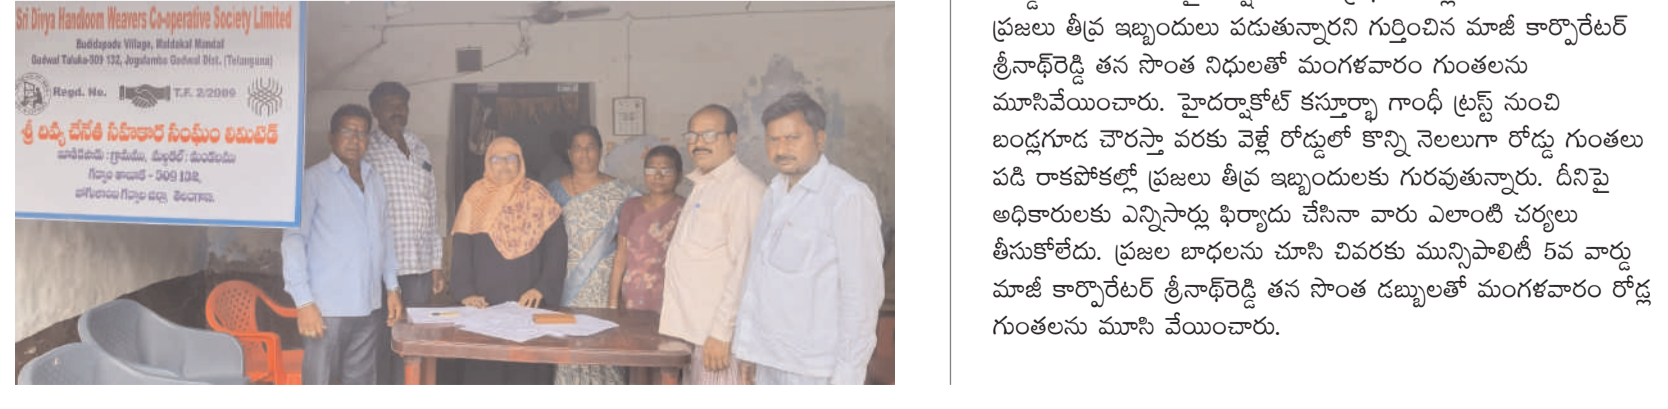 Sri Divya Handloom Weavers Co-operative Society Limited
Budidapadu Village, Maldakal Mandal
Gadwal Taluka-509 132, Jogulamba Gadwal Dist. (Telangana)
Regd. No. T.F. 2/2009
శ్రీ దివ్య చేనేత సహకార సంఘం లిమిటెడ్
తాలూక - 509 132,
జిల్లా, తెలంగాణ.
ప్రజలు తీవ్ర ఇబ్బందులు పడుతున్నారని గుర్తించిన మాజీ కార్పొరేటర్
శ్రీనాథ్‌రెడ్డి తన సొంత నిధులతో మంగళవారం గుంతలను
మూసివేయించారు. హైదర్షాకోట్ కస్తూర్భా గాంధీ ట్రస్ట్ నుంచి
బండ్లగూడ చౌరస్తా వరకు వెళ్లే రోడ్డులో కొన్ని నెలలుగా రోడ్డు గుంతలు
పడి రాకపోకల్లో ప్రజలు తీవ్ర ఇబ్బందులకు గురవుతున్నారు. దీనిపై
అధికారులకు ఎన్నిసార్లు ఫిర్యాదు చేసినా వారు ఎలాంటి చర్యలు
తీసుకోలేదు. ప్రజల బాధలను చూసి చివరకు మున్సిపాలిటీ 5వ వార్డు
మాజీ కార్పొరేటర్ శ్రీనాథ్‌రెడ్డి తన సొంత డబ్బులతో మంగళవారం రోడ్ల
గుంతలను మూసి వేయించారు.